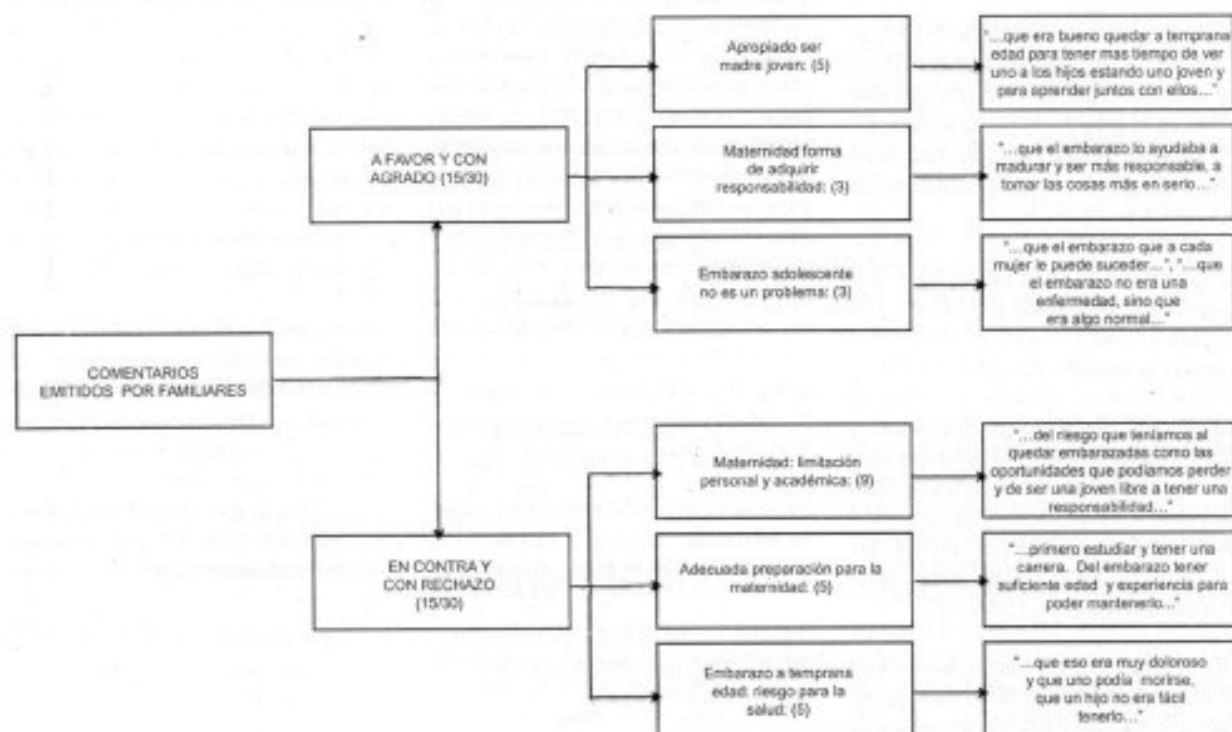 COMENTARIOS
EMITIDOS POR FAMILIARES
A FAVOR Y CON
AGRADO (15/30)
Apropiado ser
madre joven: (5)
"...que era bueno quedar a temprana
edad para tener mas tiempo de ver
uno a los hijos estando uno joven y
para aprender juntos con ellos..."
Maternidad forma
de adquirir
responsabilidad: (3)
"...que el embarazo lo ayudaba a
madurar y ser más responsable, a
tomar las cosas más en serio..."
Embarazo adolescente
no es un problema: (3)
"...que el embarazo que a cada
mujer le puede suceder...", "...que
el embarazo no era una
enfermedad, sino que
era algo normal..."
EN CONTRA Y
CON RECHAZO
(15/30)
Maternidad: limitación
personal y académica: (9)
"...del riesgo que teníamos al
quedar embarazadas como las
oportunidades que podíamos perder
y de ser una joven libre a tener una
responsabilidad..."
Adecuada preparación para la
maternidad: (5)
"...primero estudiar y tener una
carrera. Del embarazo tener
suficiente edad y experiencia para
poder mantenerlo..."
Embarazo a temprana
edad: riesgo para la
salud: (5)
"...que eso era muy doloroso
y que uno podía morirse,
que un hijo no era fácil
tenerlo..."